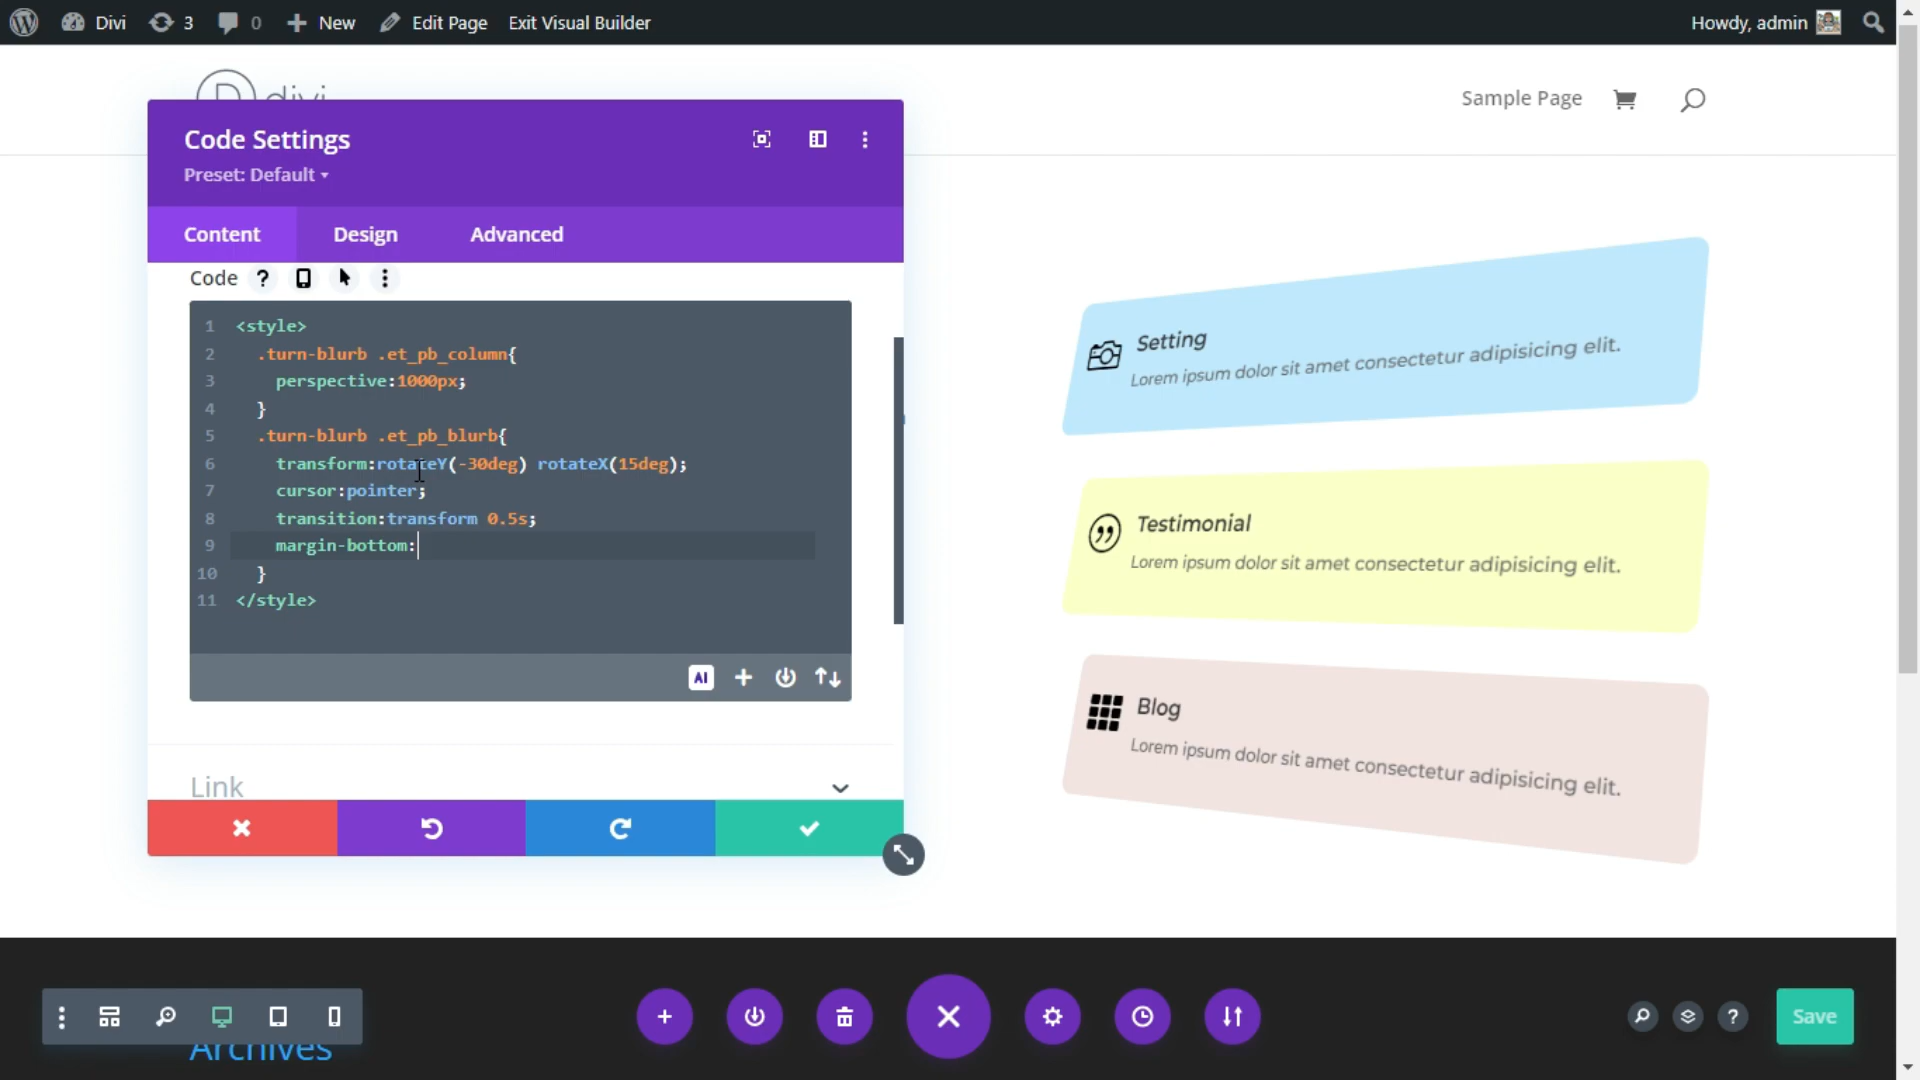 Divi
3
0
New
Edit Page
Exit Visual Builder
Howdy, admin
divi
Sample Page
Code Settings
Preset: Default
Content
Design
Advanced
Code
?
1 <style>
2 .turn-blurb .et_pb_column{
3 perspective:1000px;
4 }
5 .turn-blurb .et_pb_blurb{
6 transform:rotateY(-30deg) rotateX(15deg);
7 cursor:pointer;
8 transition:transform 0.5s;
9 margin-bottom:
10 }
11 </style>
AI
Link
Setting
Lorem ipsum dolor sit amet consectetur adipisicing elit.
Testimonial
Lorem ipsum dolor sit amet consectetur adipisicing elit.
Blog
Lorem ipsum dolor sit amet consectetur adipisicing elit.
?
Save
Archives